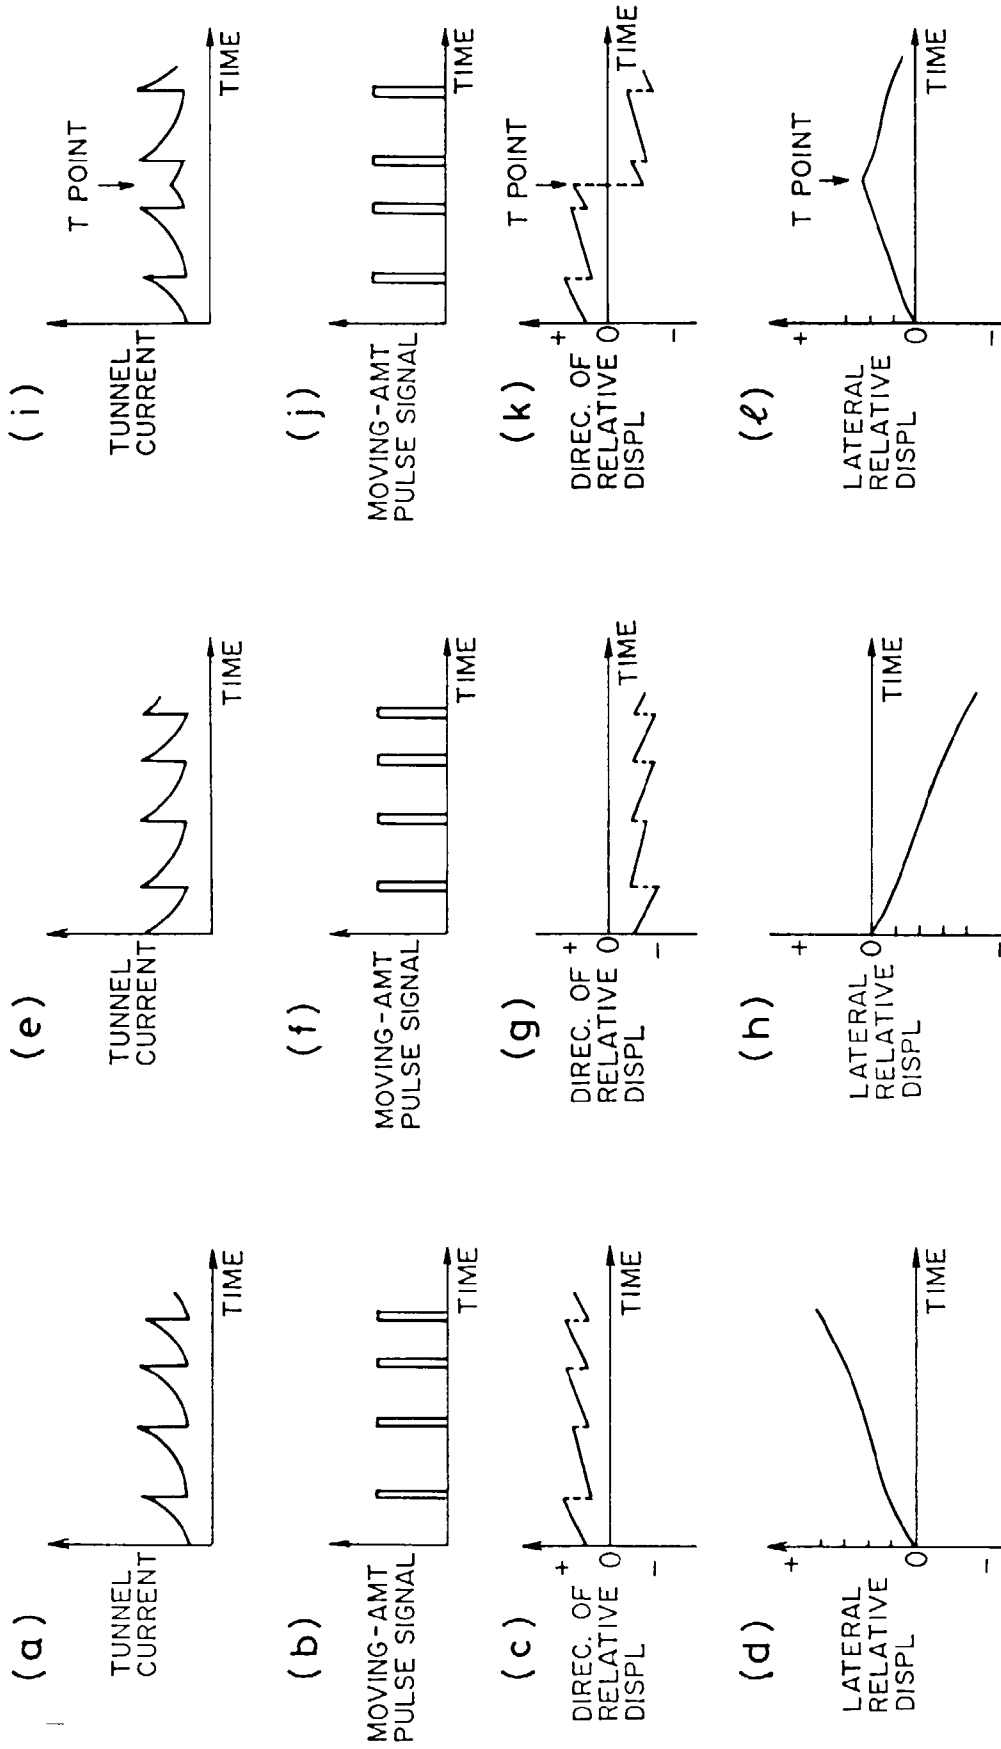 (a)
TUNNEL
CURRENT
TIME
(b)
MOVING-AMT
PULSE SIGNAL
TIME
(c)
DIREC. OF
RELATIVE
DISPL
+
0
−
TIME
(d)
LATERAL
RELATIVE
DISPL
+
0
−
TIME
(e)
TUNNEL
CURRENT
TIME
(f)
MOVING-AMT
PULSE SIGNAL
TIME
(g)
DIREC. OF
RELATIVE
DISPL
+
0
−
TIME
(h)
LATERAL
RELATIVE
DISPL
+
0
−
TIME
(i)
TUNNEL
CURRENT
T POINT
TIME
(j)
MOVING-AMT
PULSE SIGNAL
TIME
(k)
DIREC. OF
RELATIVE
DISPL
+
0
−
T POINT
TIME
(ℓ)
LATERAL
RELATIVE
DISPL
+
0
−
T POINT
TIME